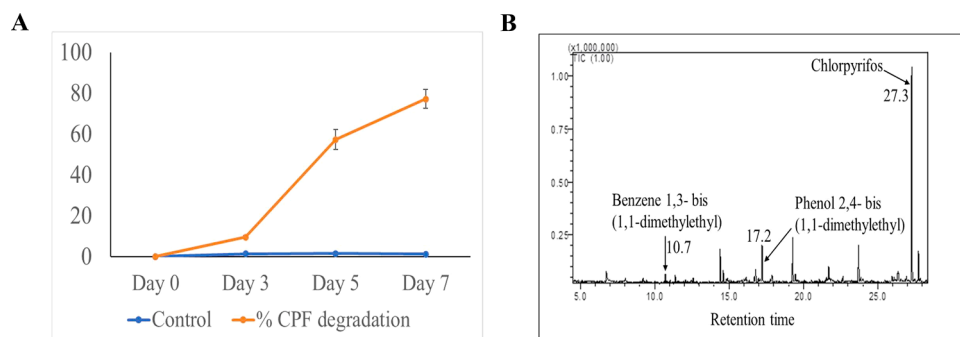 A
100
80
60
40
20
0
Day 0 Day 3 Day 5 Day 7
Control % CPF degradation
B
(x1,000,000)
TIC (1.00)
1.00
0.75
0.50
0.25
Chlorpyrifos
27.3
Benzene 1,3- bis
(1,1-dimethylethyl)
10.7
Phenol 2,4- bis
(1,1-dimethylethyl)
17.2
5.0 10.0 15.0 20.0 25.0
Retention time